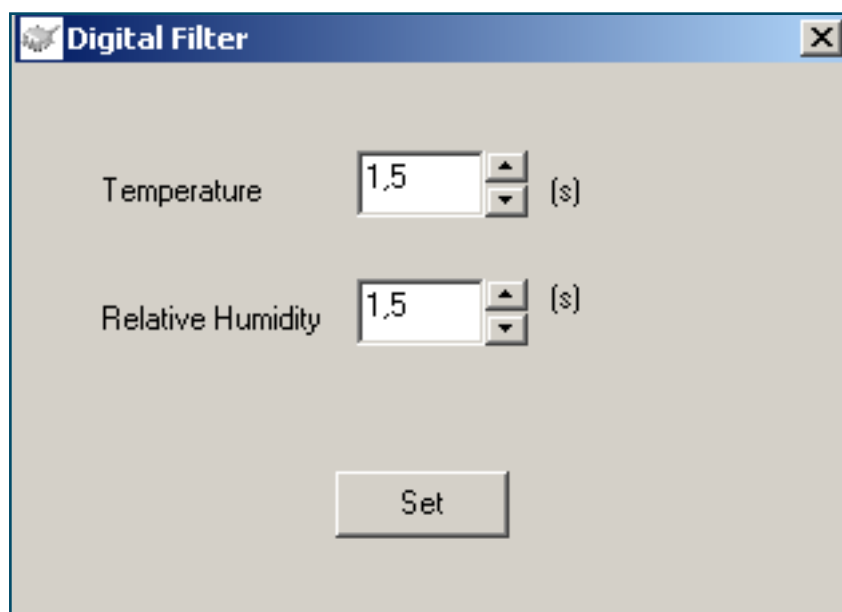 Digital Filter
Temperature 1,5 (s)
Relative Humidity 1,5 (s)
Set